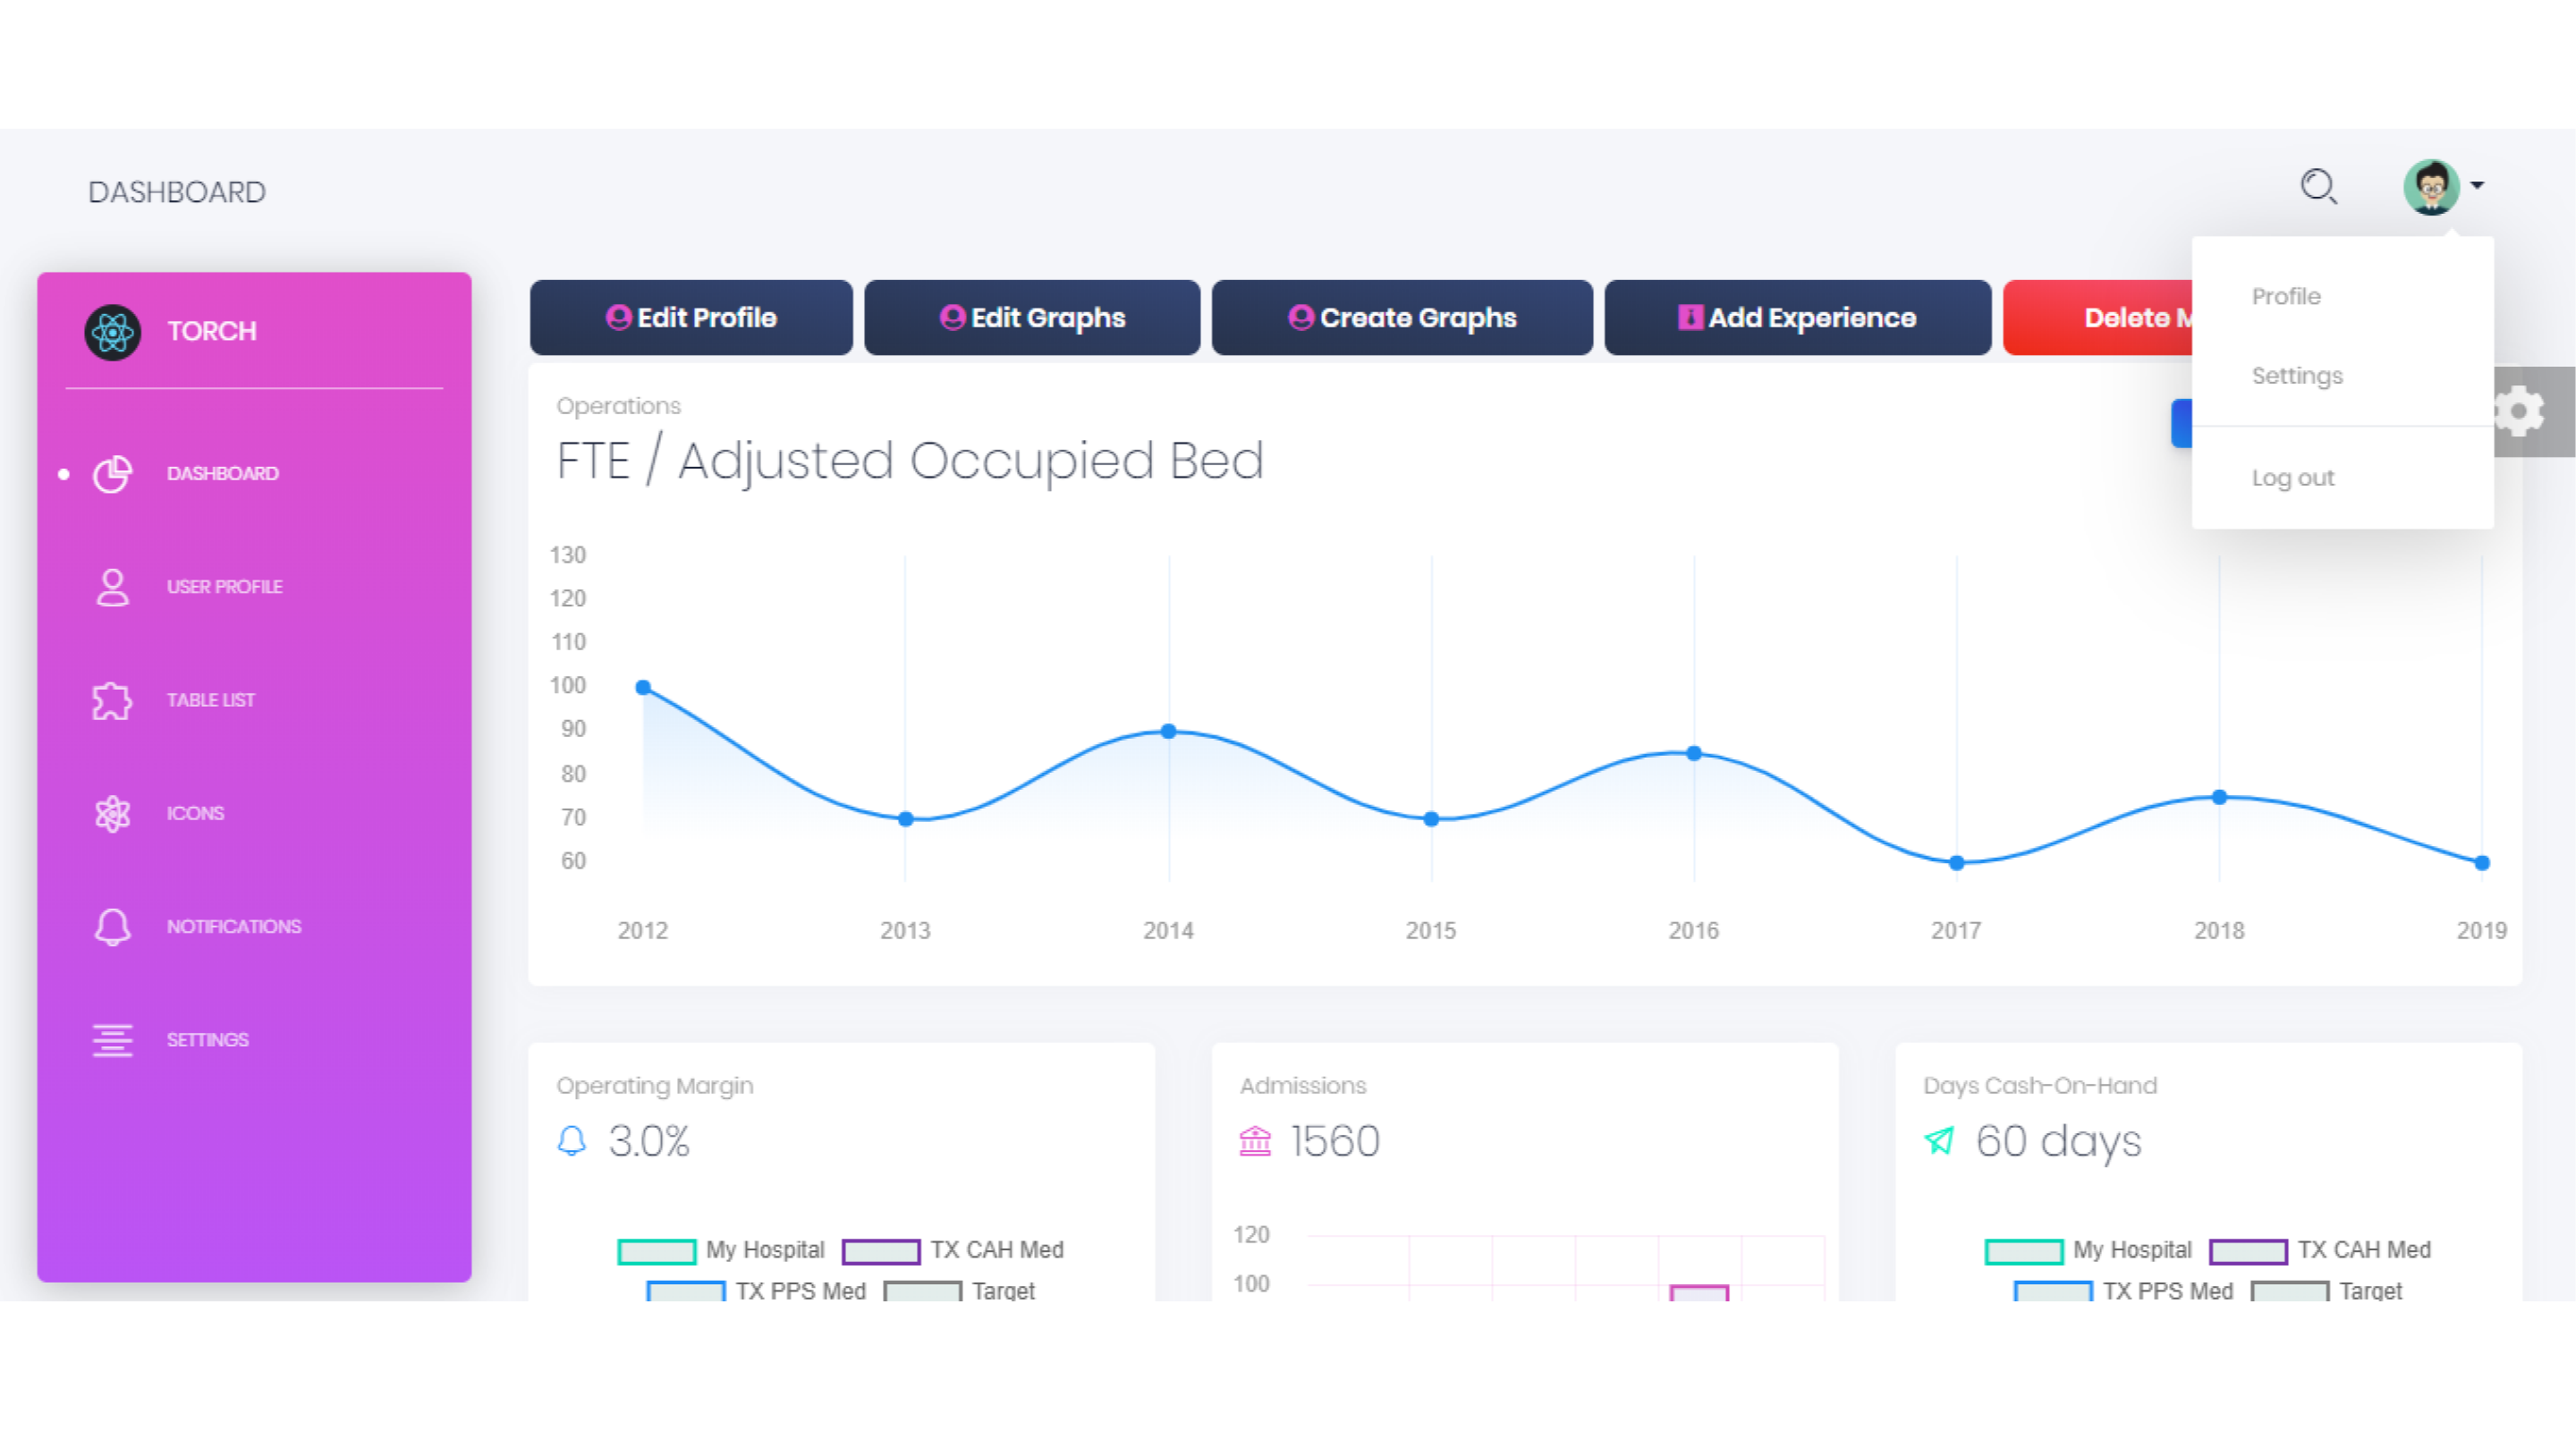 DASHBOARD
TORCH
DASHBOARD
USER PROFILE
TABLE LIST
ICONS
NOTIFICATIONS
SETTINGS
Edit Profile
Edit Graphs
Create Graphs
Add Experience
Delete
Profile
Settings
Log out
Operations
FTE / Adjusted Occupied Bed
130
120
110
100
90
80
70
60
2012 2013 2014 2015 2016 2017 2018 2019
Operating Margin
3.0%
My Hospital TX CAH Med
TX PPS Med Target
Admissions
1560
120
100
Days Cash-On-Hand
60 days
My Hospital TX CAH Med
TX PPS Med Target